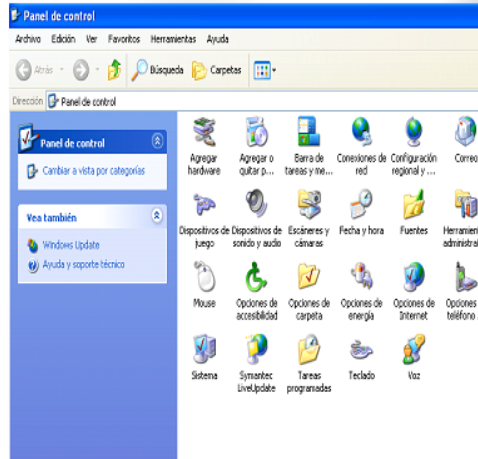 Panel de control
Archivo Edición Ver Favoritos Herramientas Ayuda
Atrás Búsqueda Carpetas
Dirección Panel de control
Panel de control
Cambiar a vista por categorías
Vea también
Windows Update
Ayuda y soporte técnico
Agregar hardware
Agregar o quitar p...
Barra de tareas y me...
Conexiones de red
Configuración regional y ...
Correo
Dispositivos de juego
Dispositivos de sonido y audio
Escáneres y cámaras
Fecha y hora
Fuentes
Herramien
administra
Mouse
Opciones de accesibilidad
Opciones de carpeta
Opciones de energía
Opciones de Internet
Opciones
teléfono .
Sistema
Symantec LiveUpdate
Tareas programadas
Teclado
Voz